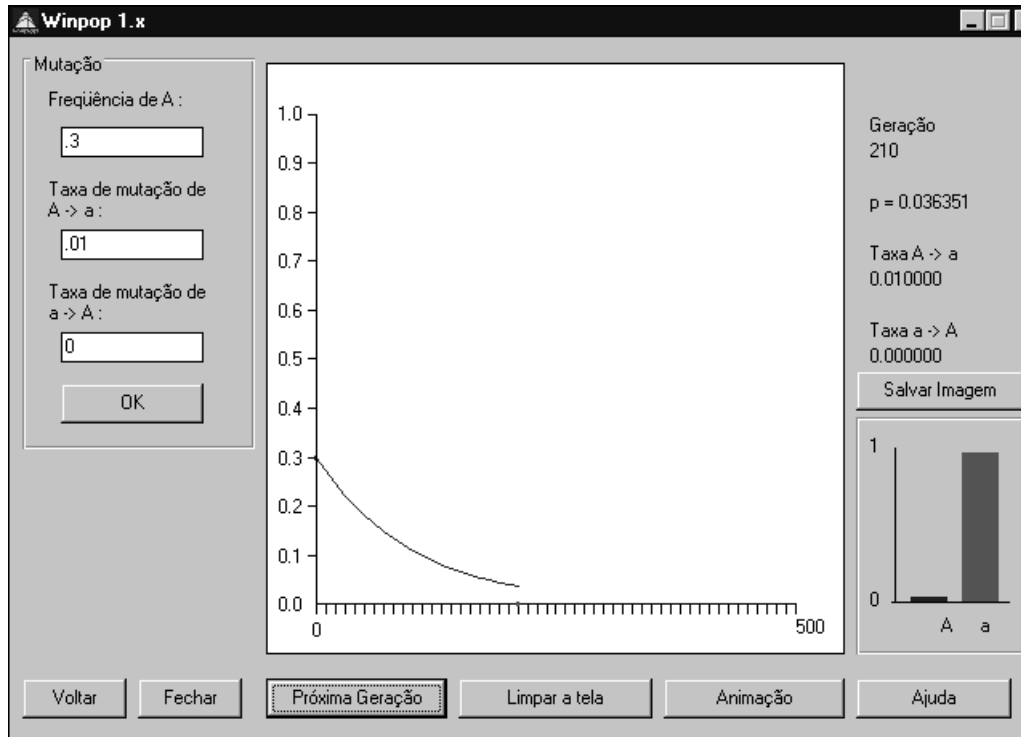 Winpop 1.x
Mutação
Freqüência de A :
.3
Taxa de mutação de
A -> a :
.01
Taxa de mutação de
a -> A :
0
OK
1.0
0.9
0.8
0.7
0.6
0.5
0.4
0.3
0.2
0.1
0.0
0
500
Geração
210
p = 0.036351
Taxa A -> a
0.010000
Taxa a -> A
0.000000
Salvar Imagem
1
0
A a
Voltar
Fechar
Próxima Geração
Limpar a tela
Animação
Ajuda